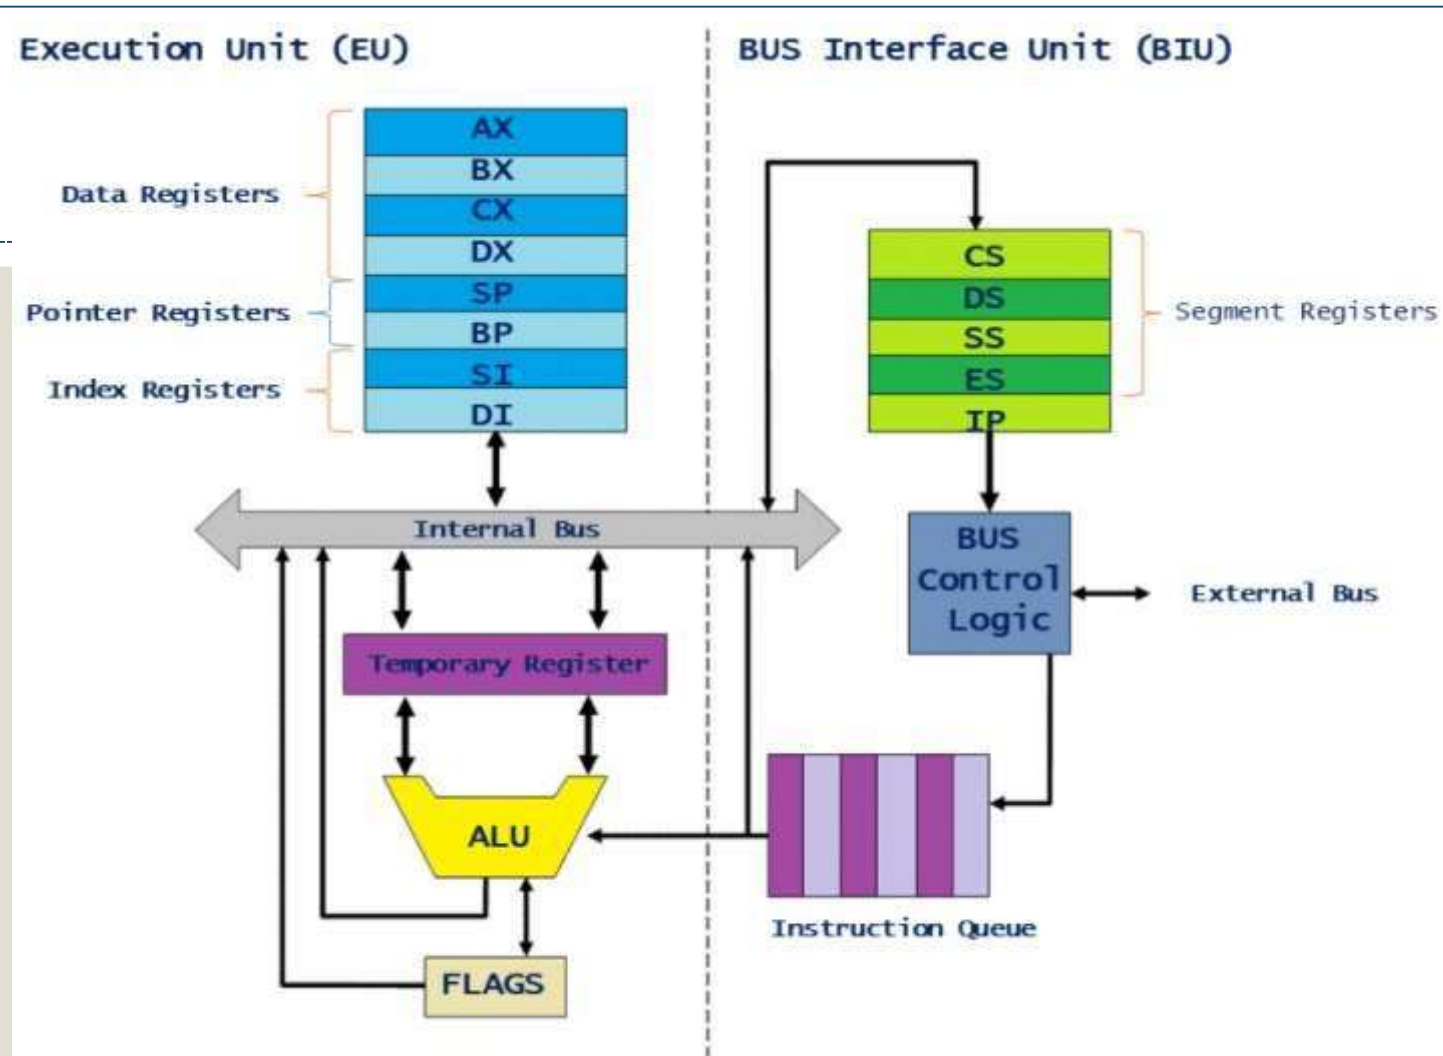 Execution Unit (EU)
BUS Interface Unit (BIU)
AX
BX
CX
DX
SP
BP
SI
DI
Data Registers
Pointer Registers
Index Registers
CS
DS
SS
ES
IP
Segment Registers
Internal Bus
BUS
Control
Logic
External Bus
Temporary Register
ALU
Instruction Queue
FLAGS